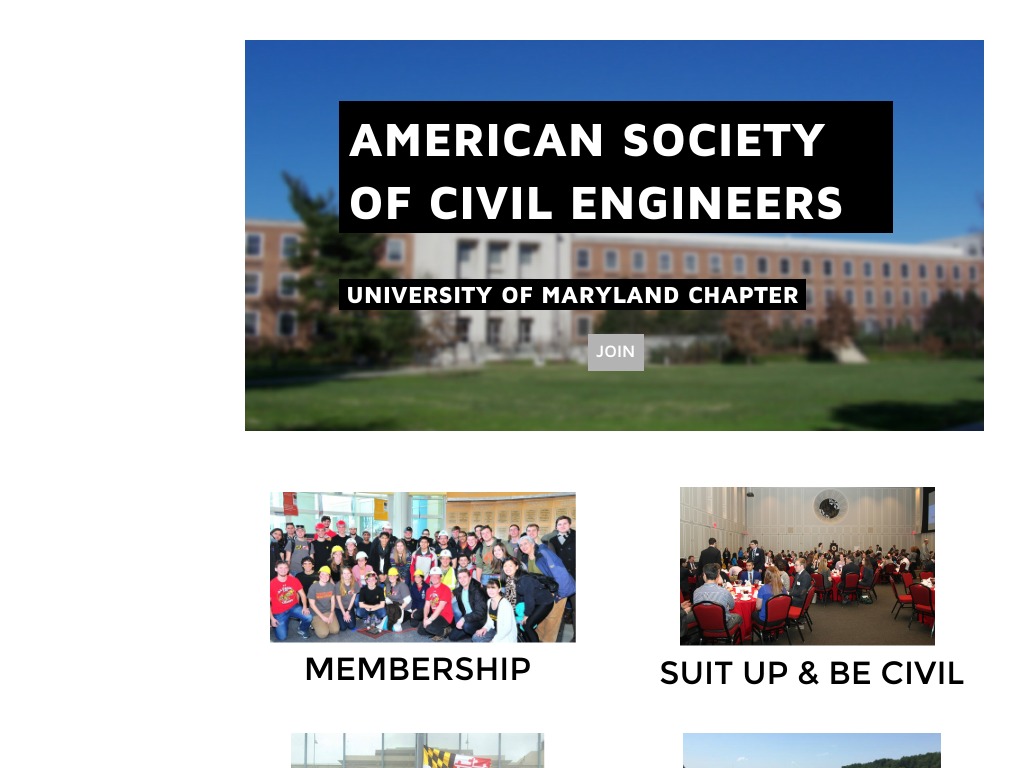 AMERICAN SOCIETY
OF CIVIL ENGINEERS
UNIVERSITY OF MARYLAND CHAPTER
JOIN
MEMBERSHIP
SUIT UP & BE CIVIL